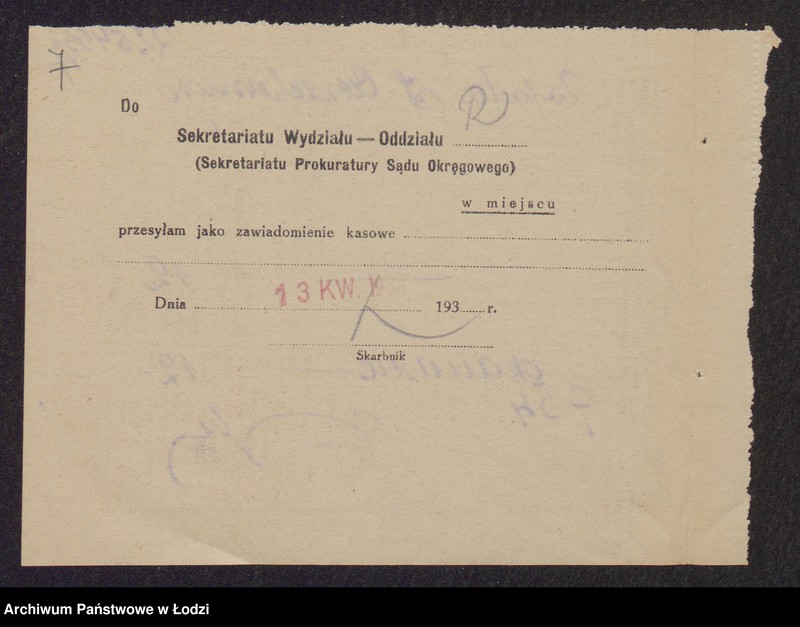 7
Do
Sekretariatu Wydziału — Oddziału R
(Sekretariatu Prokuratury Sądu Okręgowego)
w miejscu
przesyłam jako zawiadomienie kasowe
Dnia 13 KW. 193 r.
Skarbnik
Archiwum Państwowe w Łodzi